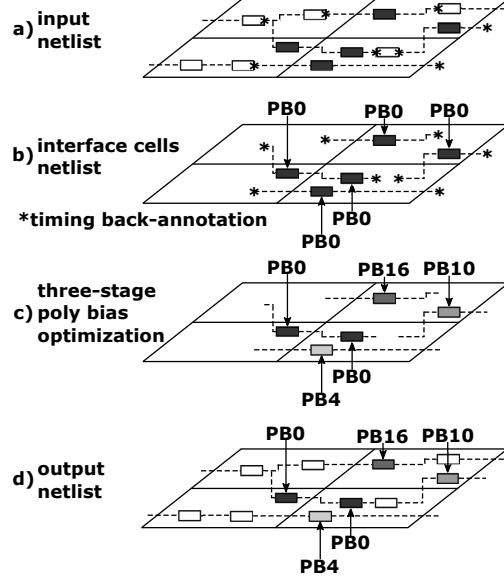 a) input
netlist
PB0 PB0 PB0
b) interface cells
netlist
*timing back-annotation
PB0
PB0
PB0 PB16 PB10
three-stage
c) poly bias
optimization
PB0
PB4
PB0 PB16 PB10
d) output
netlist
PB0
PB4